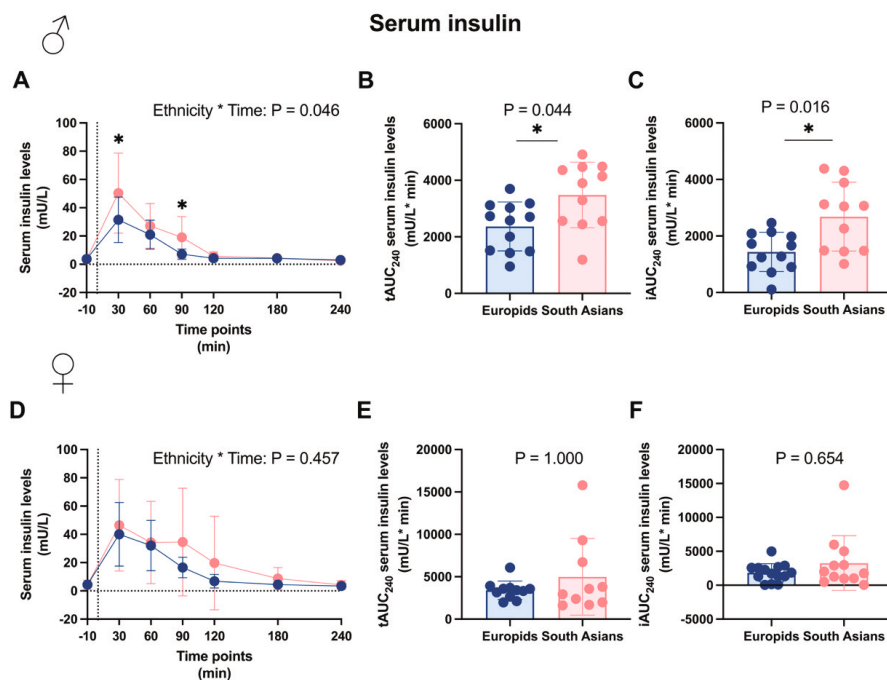 Serum insulin
A
Ethnicity * Time: P = 0.046
Serum insulin levels
(mU/L)
100
80
60
40
20
0
-20
*
*
-10 30 60 90 120 180 240
Time points
(min)
B
P = 0.044
*
tAUC240 serum insulin levels
(mU/L* min)
6000
4000
2000
0
Europids South Asians
C
P = 0.016
*
iAUC240 serum insulin levels
(mU/L* min)
6000
4000
2000
0
Europids South Asians
D
Ethnicity * Time: P = 0.457
Serum insulin levels
(mU/L)
100
80
60
40
20
0
-20
-10 30 60 90 120 180 240
Time points
(min)
E
P = 1.000
tAUC240 serum insulin levels
(mU/L* min)
20000
15000
10000
5000
0
Europids South Asians
F
P = 0.654
iAUC240 serum insulin levels
(mU/L* min)
20000
15000
10000
5000
0
-5000
Europids South Asians